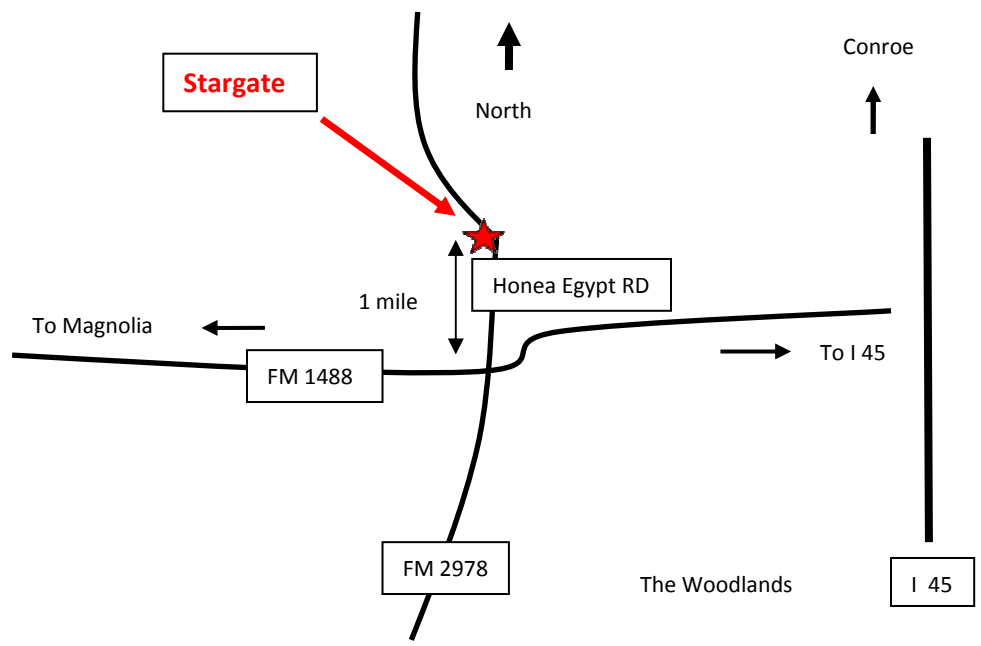 Conroe
Stargate
North
Honea Egypt RD
1 mile
To Magnolia
To I 45
FM 1488
FM 2978
The Woodlands
I 45